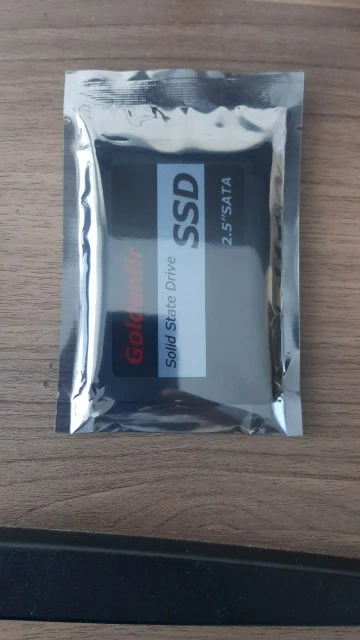 Goldenfir
Solid State Drive
SSD
2.5"SATA